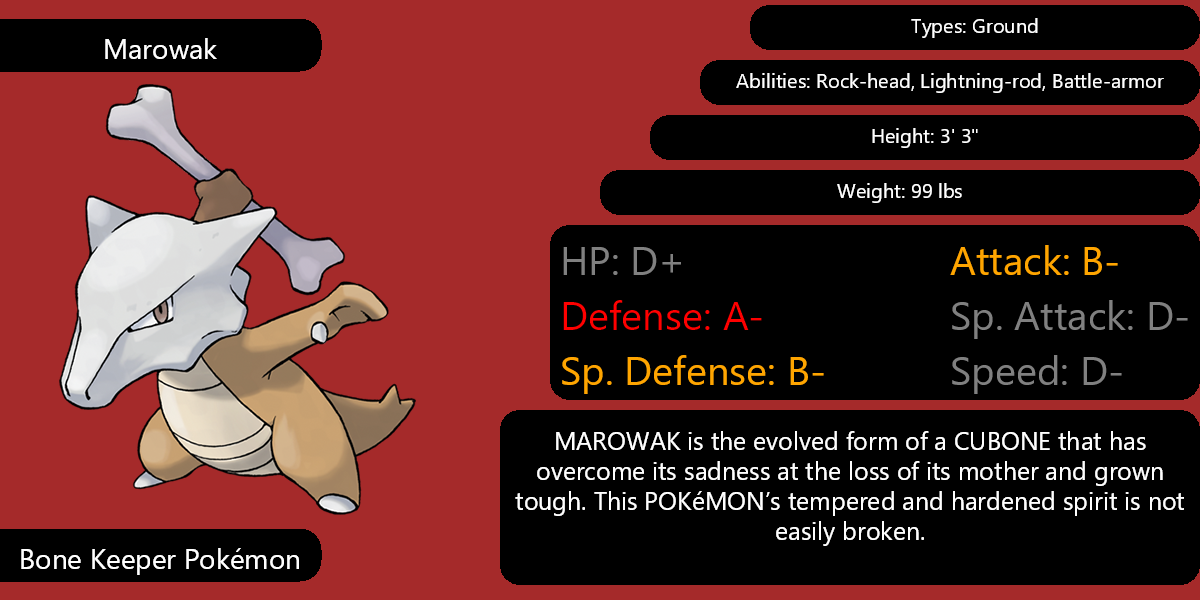 Marowak
Types: Ground
Abilities: Rock-head, Lightning-rod, Battle-armor
Height: 3' 3"
Weight: 99 lbs
HP: D+
Attack: B-
Defense: A-
Sp. Attack: D-
Sp. Defense: B-
Speed: D-
MAROWAK is the evolved form of a CUBONE that has
overcome its sadness at the loss of its mother and grown
tough. This POKéMON’s tempered and hardened spirit is not
easily broken.
Bone Keeper Pokémon